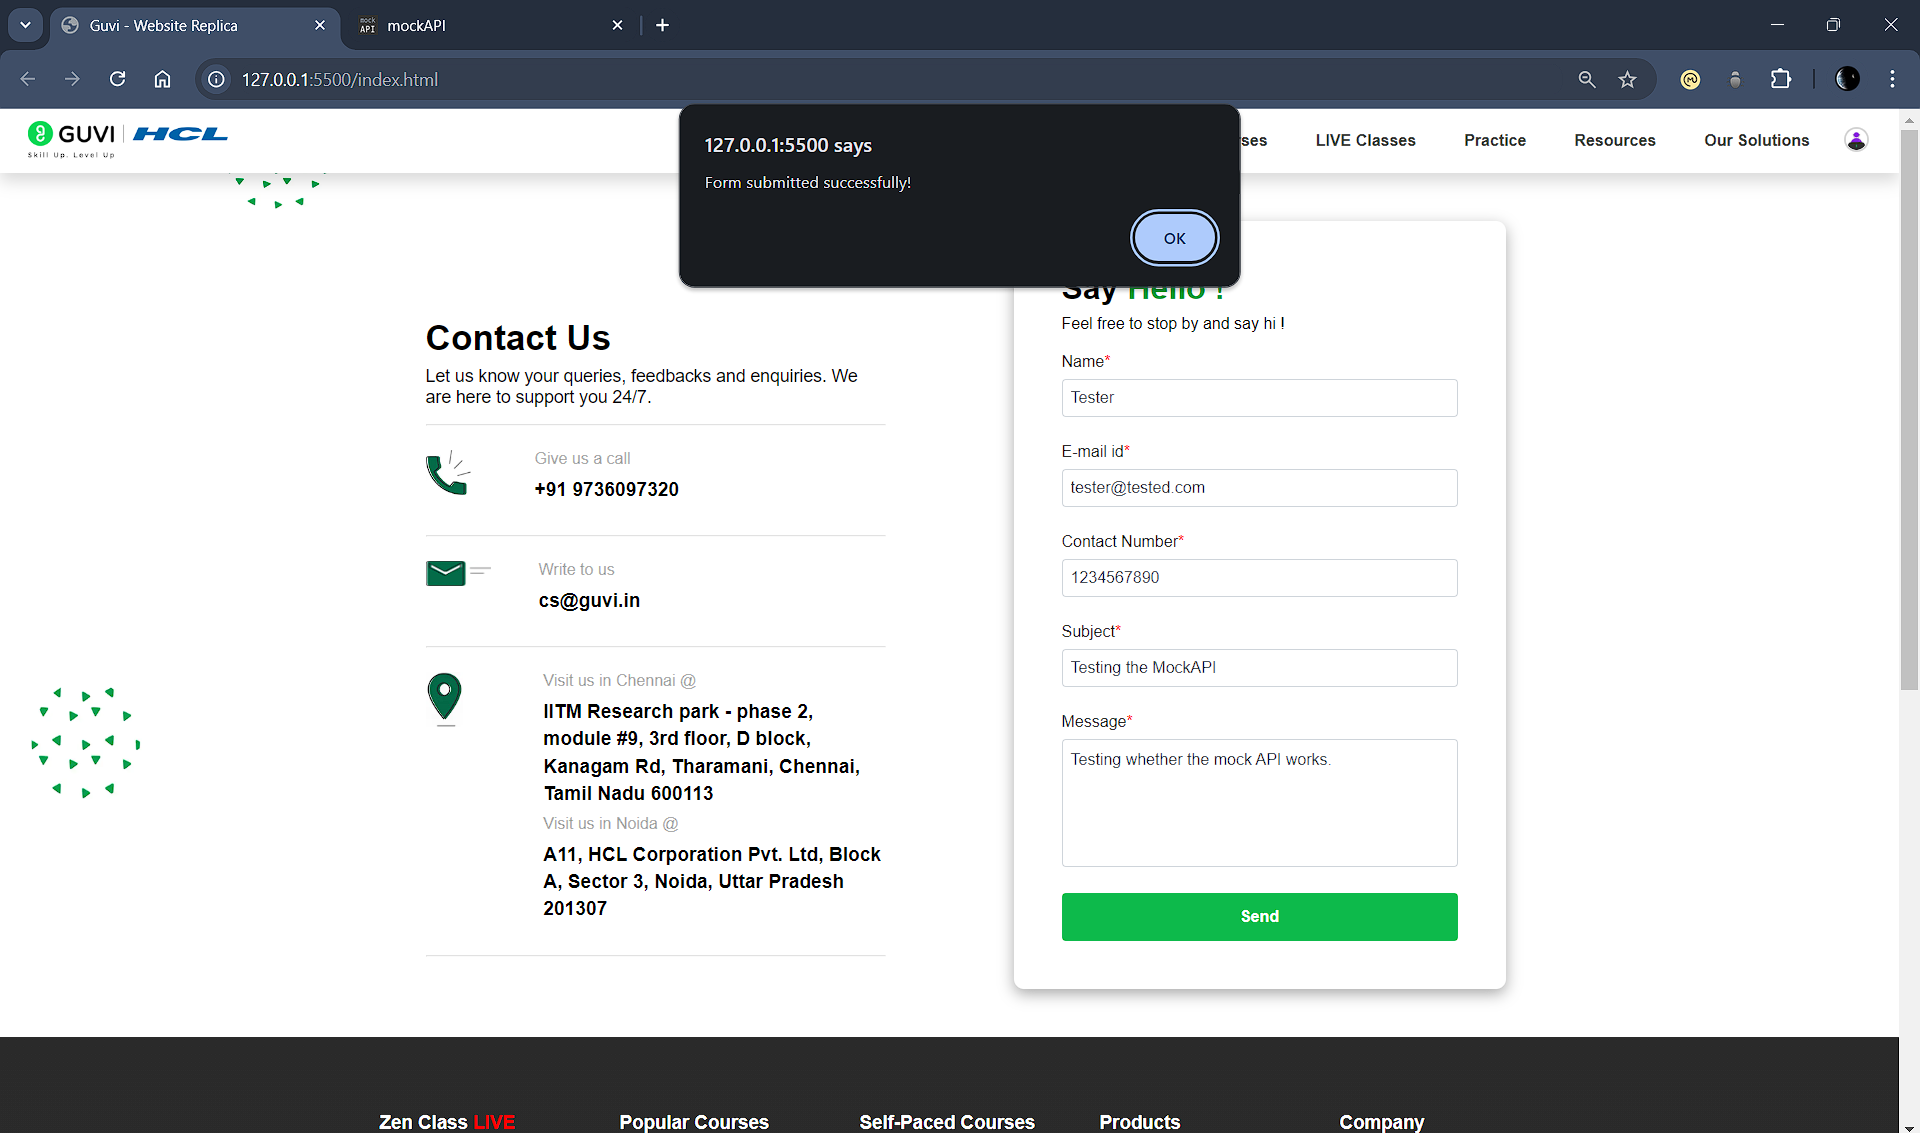 Guvi - Website Replica
mock API
mockAPI
127.0.0.1:5500/index.html
GUVI HCL
Skill Up. Level Up
ses
LIVE Classes
Practice
Resources
Our Solutions
127.0.0.1:5500 says
Form submitted successfully!
OK
Contact Us
Let us know your queries, feedbacks and enquiries. We
are here to support you 24/7.
Give us a call
+91 9736097320
Write to us
cs@guvi.in
Visit us in Chennai @
IITM Research park - phase 2,
module #9, 3rd floor, D block,
Kanagam Rd, Tharamani, Chennai,
Tamil Nadu 600113
Visit us in Noida @
A11, HCL Corporation Pvt. Ltd, Block
A, Sector 3, Noida, Uttar Pradesh
201307
Say Hello !
Feel free to stop by and say hi !
Name*
Tester
E-mail id*
tester@tested.com
Contact Number*
1234567890
Subject*
Testing the MockAPI
Message*
Testing whether the mock API works.
Send
Zen Class LIVE
Popular Courses
Self-Paced Courses
Products
Company